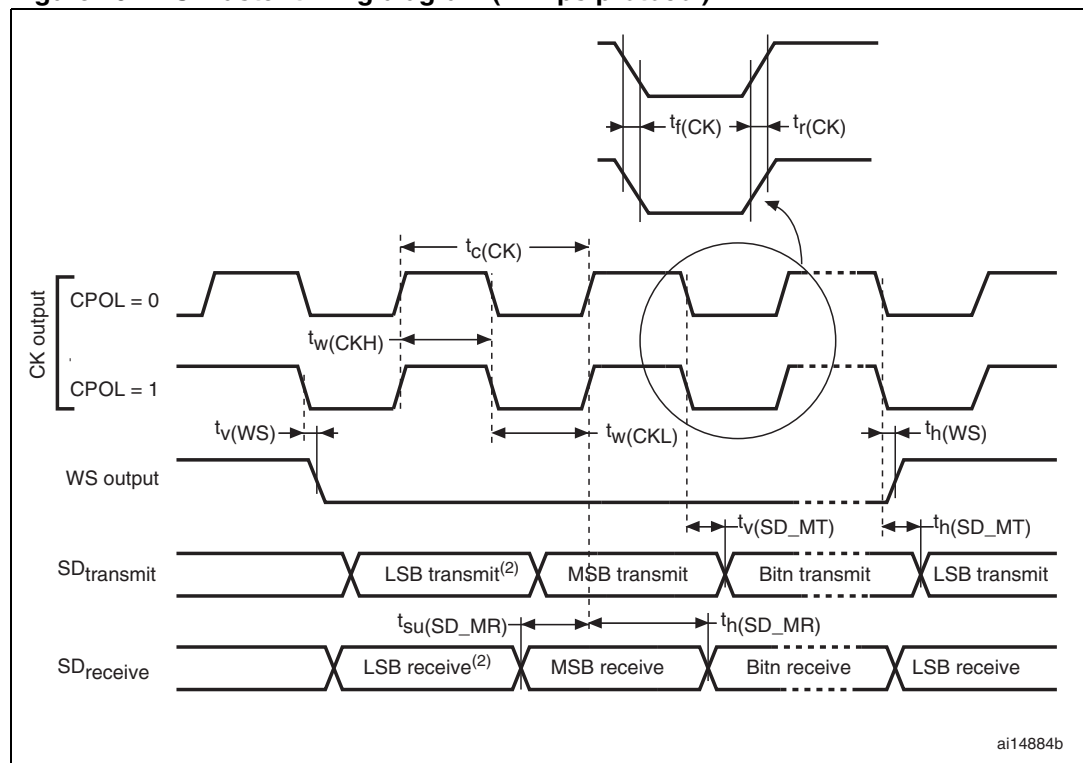 tf(CK)
tr(CK)
tc(CK)
CK output
CPOL = 0
tw(CKH)
CPOL = 1
tv(WS)
tw(CKL)
th(WS)
WS output
tv(SD_MT)
th(SD_MT)
SDtransmit
LSB transmit(2)
MSB transmit
Bitn transmit
LSB transmit
tsu(SD_MR)
th(SD_MR)
SDreceive
LSB receive(2)
MSB receive
Bitn receive
LSB receive
ai14884b